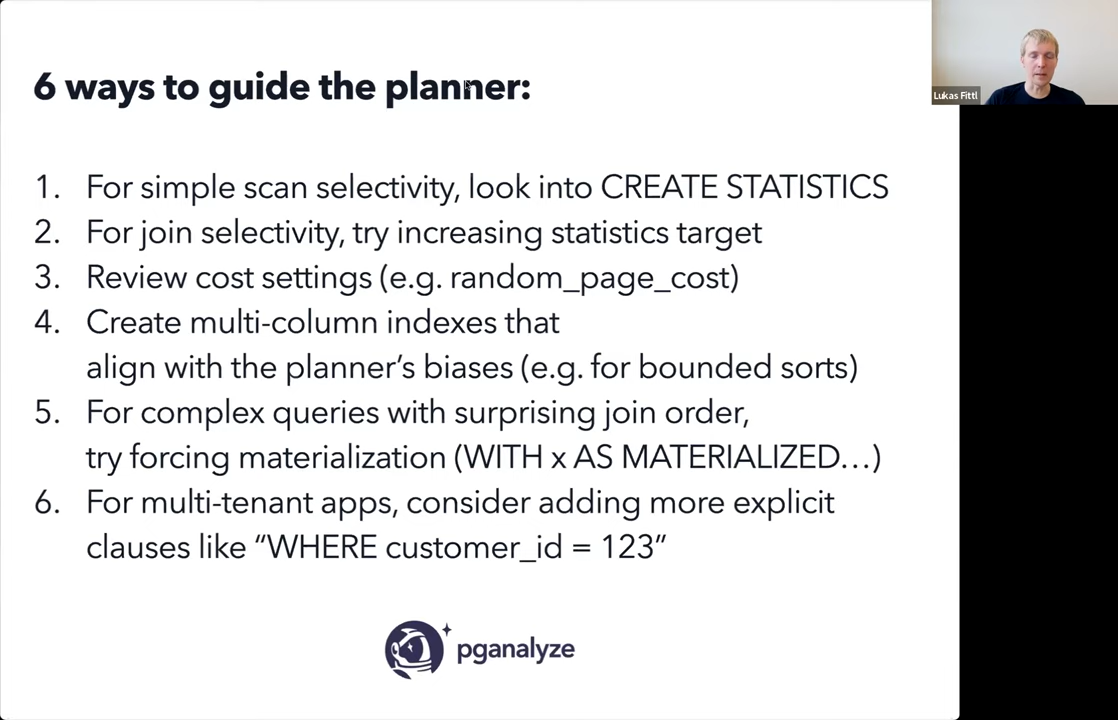 6 ways to guide the planner:
1. For simple scan selectivity, look into CREATE STATISTICS
2. For join selectivity, try increasing statistics target
3. Review cost settings (e.g. random_page_cost)
4. Create multi-column indexes that
align with the planner’s biases (e.g. for bounded sorts)
5. For complex queries with surprising join order,
try forcing materialization (WITH x AS MATERIALIZED…)
6. For multi-tenant apps, consider adding more explicit
clauses like “WHERE customer_id = 123”
pganalyze
Lukas Fittl